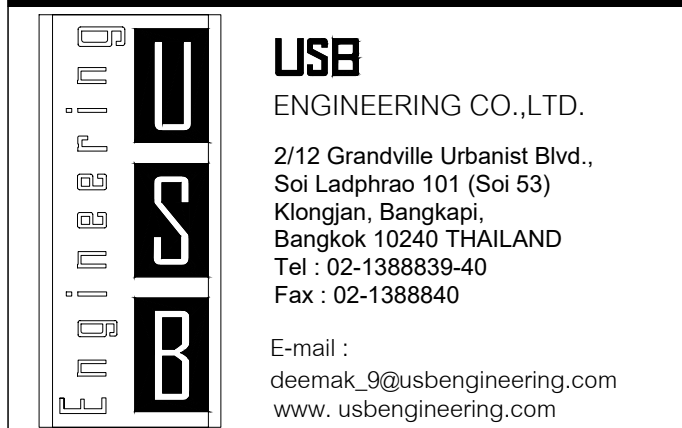 Engineering
U
S
B
USB
ENGINEERING CO.,LTD.
2/12 Grandville Urbanist Blvd.,
Soi Ladphrao 101 (Soi 53)
Klongjan, Bangkapi,
Bangkok 10240 THAILAND
Tel : 02-1388839-40
Fax : 02-1388840
E-mail :
deemak_9@usbengineering.com
www. usbengineering.com